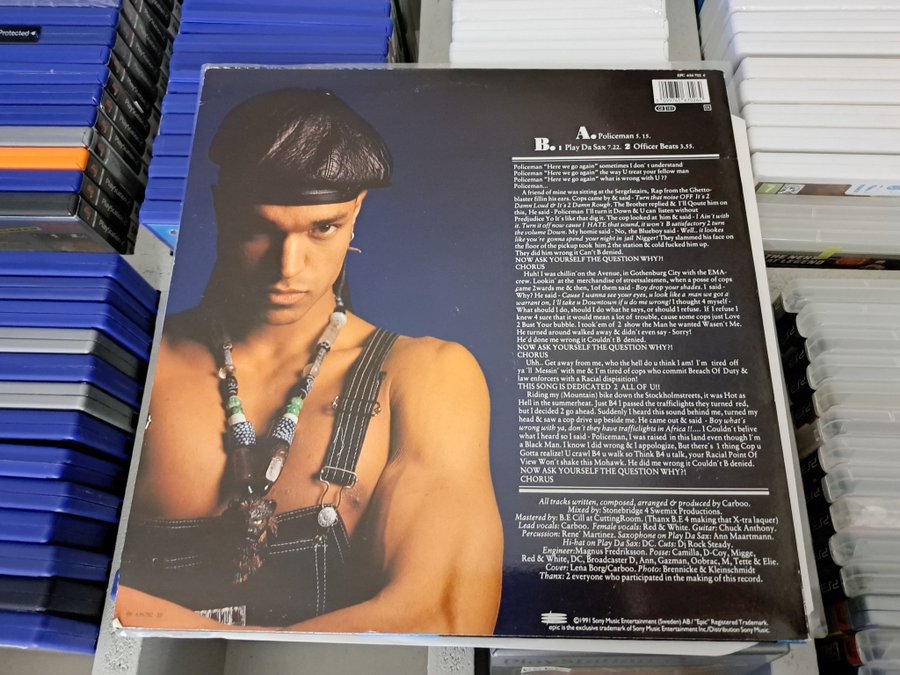 Protected
EPC 656702 6
A. Policeman 5. 15.
B. 1 Play Da Sax 7.22. 2 Officer Beats 3.55.
Policeman "Here we go again" sometimes I don't understand
Policeman "Here we go again" the way U treat your fellow man
Policeman "Here we go again" what is wrong with U ??
Policeman...
A friend of mine was sitting at the Sergelstairs, Rap from the Ghetto-
blaster fillin his ears. Cops came by & said - Turn that noise OFF It's 2
Damn Loud & It's 2 Damn Rough. The Brother replied &: I'll Qoute him on
this, He said - Policeman I'll turn it Down & U can listen without
Predjudice Yo It's like that dig it. The cop looked at him & said - I Ain't with
it. Turn it off now cause I HATE that sound, it won't B satisfactory 2 turn
the volume Down. My home said - No, the Blueboy said - Well.. it lookes
like you're gonna spend your night in jail Nigger! They slammed his face on
the floor of the pickup took him 2 the station & cold fucked him up.
They did him wrong it Can't B denied.
NOW ASK YOURSELF THE QUESTION WHY?!
CHORUS
Huh! I was chillin'on the Avenue, in Gothenburg City with the EMA-
crew. Lookin' at the merchandise of streetsalesmen, when a posse of cops
came 2wards me & then, 1of them said - Boy drop your shades. I said -
Why? He said - Cause I wanna see your eyes, u look like a man we got a
warrant on, I'll take u Downtown if u do me wrong! I thought 4 myself -
What should I do, should I do what he says, or should I refuse. If I refuse I
knew 4 sure that it would mean a lot of trouble, cause some cops just Love
2 Bust Your bubble. I took'em of 2 show the Man he wanted Wasen't Me.
He turned around walked away & didn't even say - Sorry!
He'd done me wrong it Couldn't B denied.
NOW ASK YOURSELF THE QUESTION WHY?!
CHORUS
Uhh.. Get away from me, who the hell do u think I am! I'm tired off
ya'll Messin' with me & I'm tired of cops who commit Breach Of Duty &
law enforcers with a Racial dispisition!
THIS SONG IS DEDICATED 2 ALL OF U!!
Riding my (Mountain) bike down the Stockholmstreets, it was Hot as
Hell in the summerheat. Just B4 I passed the trafficlights they turned red,
but I decided 2 go ahead. Suddenly I heard this sound behind me, turned my
head & saw a cop drive up beside me. He came out & said - Boy what's
wrong with ya, don't they have trafficlights in Africa !!.... I Couldn't belive
what I heard so I said - Policeman, I was raised in this land even though I'm
a Black Man. I know I did wrong & I appologize, But there's 1 thing Cop u
Gotta realize! U crawl B4 u walk so Think B4 u talk, your Racial Point Of
View Won't shake this Mohawk. He did me wrong it Couldn't B denied.
NOW ASK YOURSELF THE QUESTION WHY?!
CHORUS
All tracks written, composed, arranged & produced by Carboo.
Mixed by: Stonebridge 4 Swemix Productions.
Mastered by: B.E Cill at CuttingRoom. (Thanx B.E 4 making that X-tra laquer)
Lead vocals: Carboo. Female vocals: Red & White. Guitar: Chuck Anthony.
Percussion: Rene' Martinez. Saxophone on Play Da Sax: Ann Maartmann.
Hi-hat on Play Da Sax: DC. Cuts: Dj Rock Steady.
Engineer:Magnus Fredriksson. Posse: Camilla, D-Coy, Migge,
Red & White, DC, Broadcaster D, Ann, Gazman, Oobrac, M, Tette & Elie.
Cover; Lena Borg/Carboo. Photo: Brennicke & Kleinschmidt
Thanx: 2 everyone who participated in the making of this record.
©1991 Sony Music Entertainment (Sweden) AB/"Epic" Registered Trademark.
epic is the exclusive trademark of Sony Music Entertainment Inc./Distribution Sony Music.